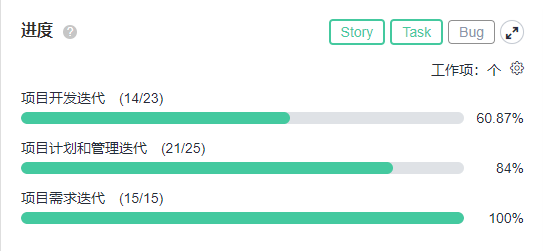 进度 ? Story Task Bug
工作项：个
项目开发迭代 (14/23)
60.87%
项目计划和管理迭代 (21/25)
84%
项目需求迭代 (15/15)
100%